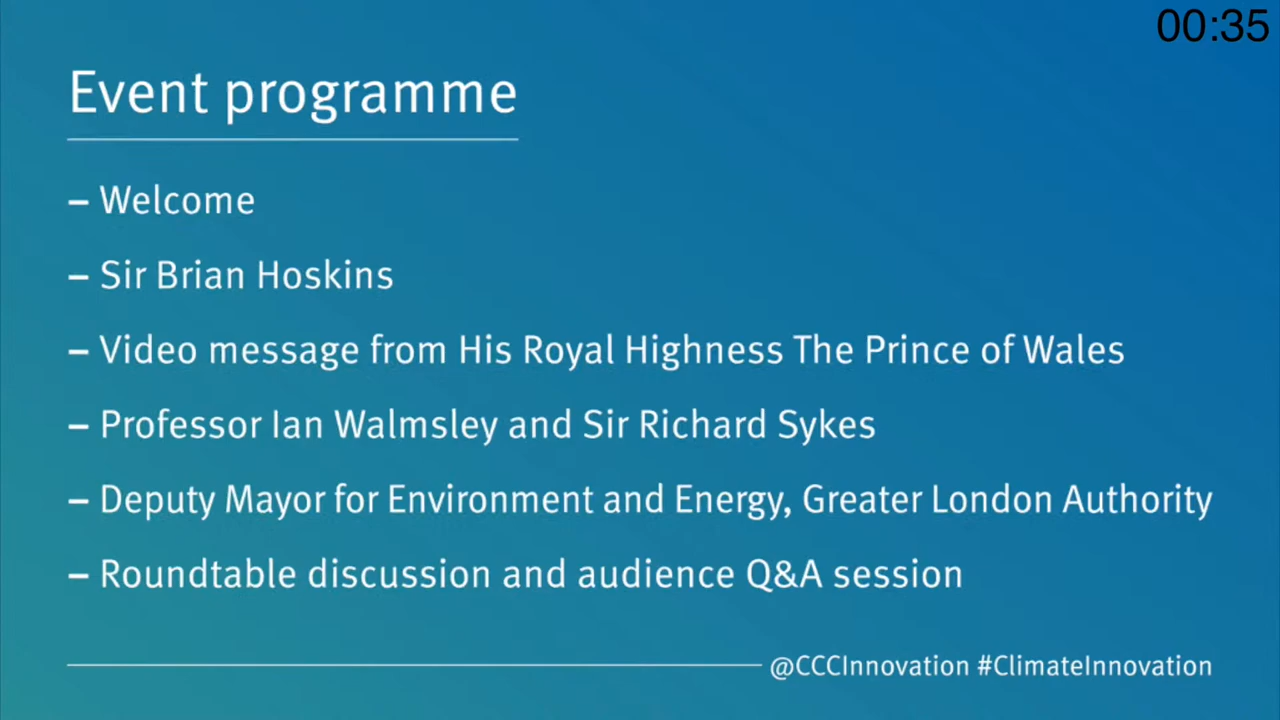 00:35
Event programme
– Welcome
– Sir Brian Hoskins
– Video message from His Royal Highness The Prince of Wales
– Professor Ian Walmsley and Sir Richard Sykes
– Deputy Mayor for Environment and Energy, Greater London Authority
– Roundtable discussion and audience Q&A session
@CCCInnovation #ClimateInnovation